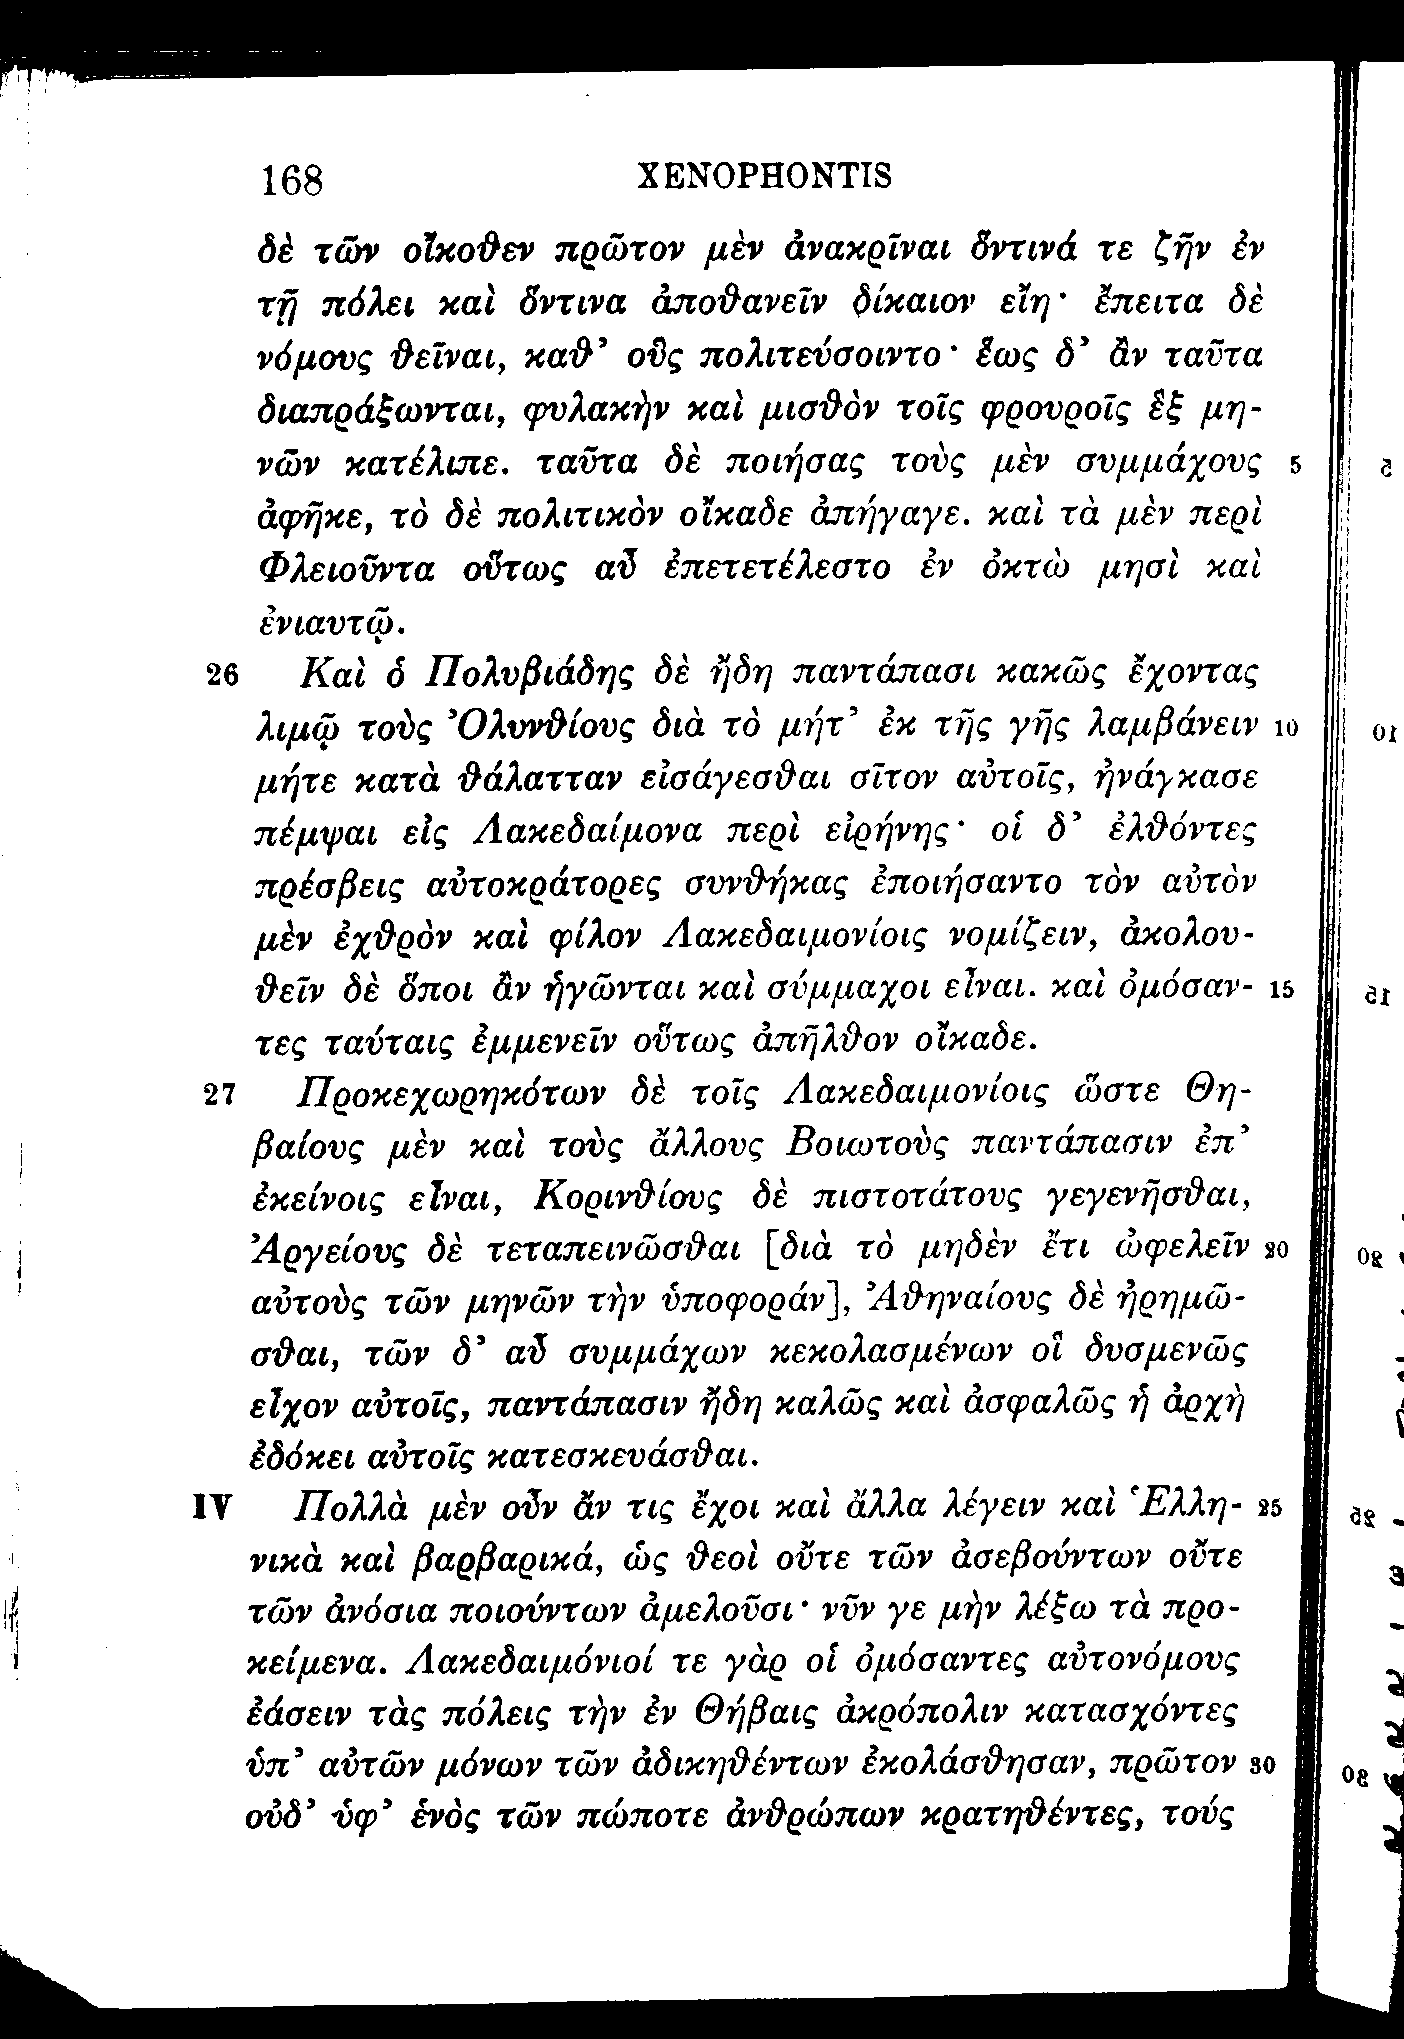 168 XENOPHONTIS
δὲ τῶν οἴκοθεν πρῶτον μὲν ἀνακρῖναι ὅντινά τε ζῆν ἐν
τῇ πόλει καὶ ὅντινα ἀποθανεῖν δίκαιον εἴη· ἔπειτα δὲ
νόμους θεῖναι, καθ’ οὓς πολιτεύσοιντο· ἕως δ’ ἂν ταῦτα
διαπράξωνται, φυλακὴν καὶ μισθὸν τοῖς φρουροῖς ἓξ μη-
νῶν κατέλιπε. ταῦτα δὲ ποιήσας τοὺς μὲν συμμάχους 5
ἀφῆκε, τὸ δὲ πολιτικὸν οἴκαδε ἀπήγαγε. καὶ τὰ μὲν περὶ
Φλειοῦντα οὕτως αὖ ἐπετετέλεστο ἐν ὀκτὼ μησὶ καὶ
ἐνιαυτῷ.
26 Καὶ ὁ Πολυβιάδης δὲ ἤδη παντάπασι κακῶς ἔχοντας
λιμῷ τοὺς Ὀλυνθίους διὰ τὸ μήτ’ ἐκ τῆς γῆς λαμβάνειν 10
μήτε κατὰ θάλατταν εἰσάγεσθαι σῖτον αὐτοῖς, ἠνάγκασε
πέμψαι εἰς Λακεδαίμονα περὶ εἰρήνης· οἱ δ’ ἐλθόντες
πρέσβεις αὐτοκράτορες συνθήκας ἐποιήσαντο τὸν αὐτὸν
μὲν ἐχθρὸν καὶ φίλον Λακεδαιμονίοις νομίζειν, ἀκολου-
θεῖν δὲ ὅποι ἂν ἡγῶνται καὶ σύμμαχοι εἶναι. καὶ ὀμόσαν- 15
τες ταύταις ἐμμενεῖν οὕτως ἀπῆλθον οἴκαδε.
27 Προκεχωρηκότων δὲ τοῖς Λακεδαιμονίοις ὥστε Θη-
βαίους μὲν καὶ τοὺς ἄλλους Βοιωτοὺς παντάπασιν ἐπ’
ἐκείνοις εἶναι, Κορινθίους δὲ πιστοτάτους γεγενῆσθαι,
Ἀργείους δὲ τεταπεινῶσθαι [διὰ τὸ μηδὲν ἔτι ὠφελεῖν 20
αὐτοὺς τῶν μηνῶν τὴν ὑποφοράν], Ἀθηναίους δὲ ἠρημῶ-
σθαι, τῶν δ’ αὖ συμμάχων κεκολασμένων οἳ δυσμενῶς
εἶχον αὐτοῖς, παντάπασιν ἤδη καλῶς καὶ ἀσφαλῶς ἡ ἀρχὴ
ἐδόκει αὐτοῖς κατεσκευάσθαι.
IV Πολλὰ μὲν οὖν ἄν τις ἔχοι καὶ ἄλλα λέγειν καὶ Ἑλλη- 25
νικὰ καὶ βαρβαρικά, ὡς θεοὶ οὔτε τῶν ἀσεβούντων οὔτε
τῶν ἀνόσια ποιούντων ἀμελοῦσι· νῦν γε μὴν λέξω τὰ προ-
κείμενα. Λακεδαιμόνιοί τε γὰρ οἱ ὀμόσαντες αὐτονόμους
ἐάσειν τὰς πόλεις τὴν ἐν Θήβαις ἀκρόπολιν κατασχόντες
ὑπ’ αὐτῶν μόνων τῶν ἀδικηθέντων ἐκολάσθησαν, πρῶτον 30
οὐδ’ ὑφ’ ἑνὸς τῶν πώποτε ἀνθρώπων κρατηθέντες, τούς